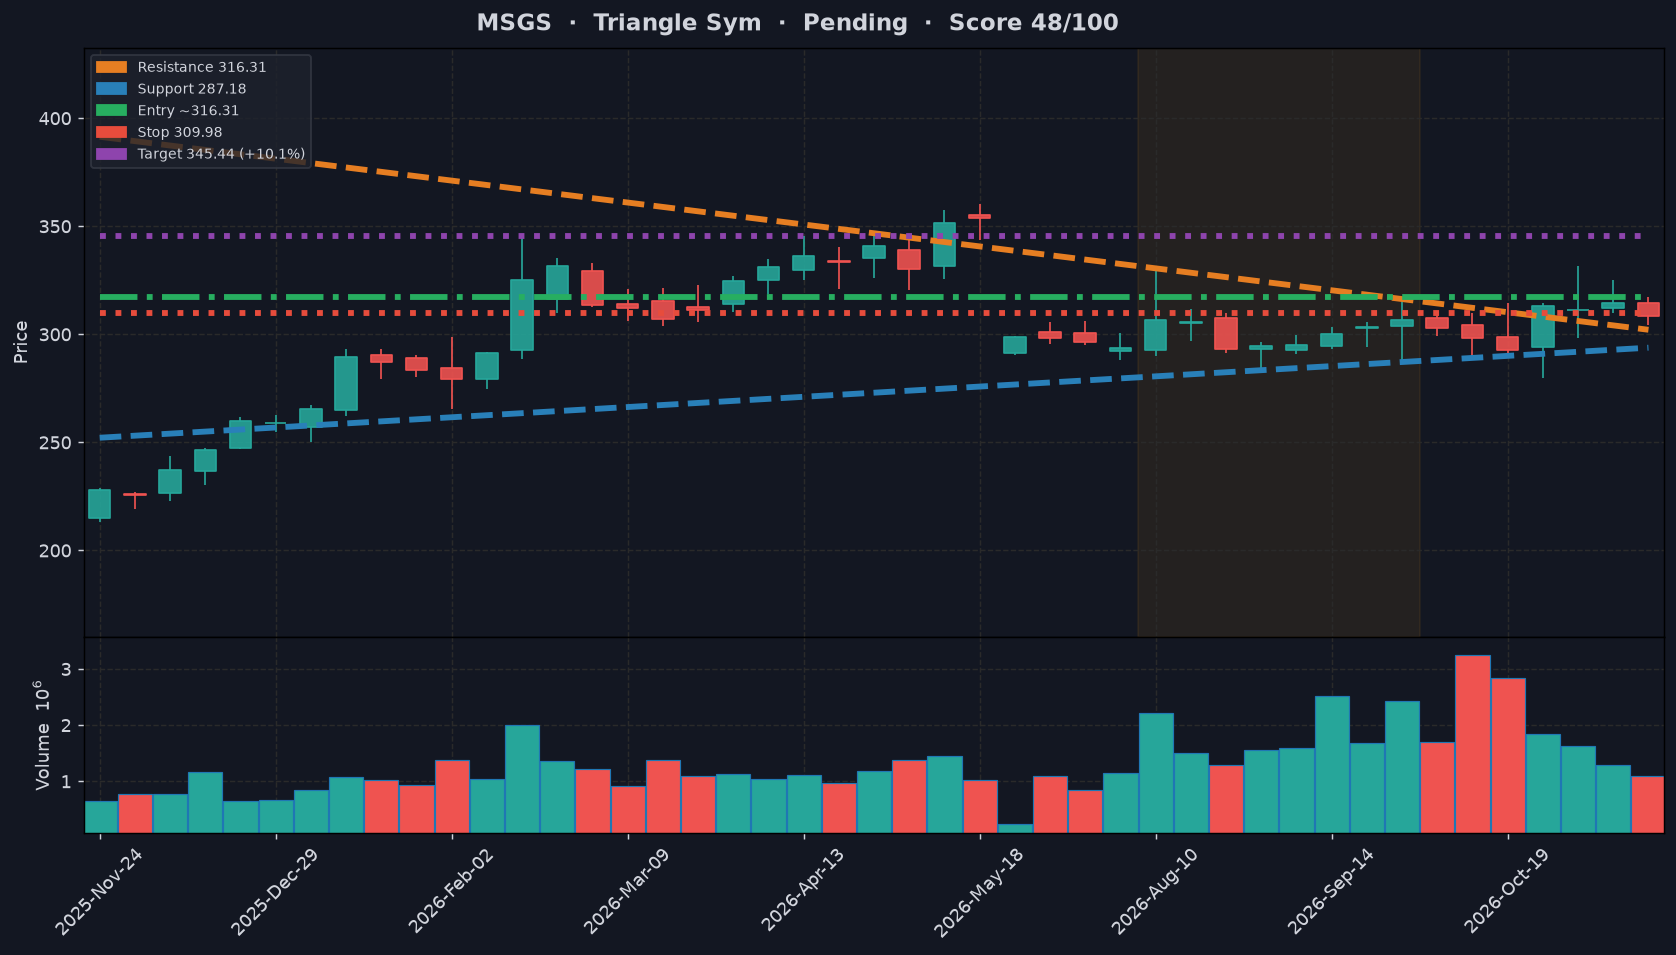 MSGS · Triangle Sym · Pending · Score 48/100
Resistance 316.31
Support 287.18
Entry ~316.31
Stop 309.98
Target 345.44 (+10.1%)
400
350
300
250
200
Price
3
2
1
Volume 10⁶
2025-Nov-24
2025-Dec-29
2026-Feb-02
2026-Mar-09
2026-Apr-13
2026-May-18
2026-Aug-10
2026-Sep-14
2026-Oct-19